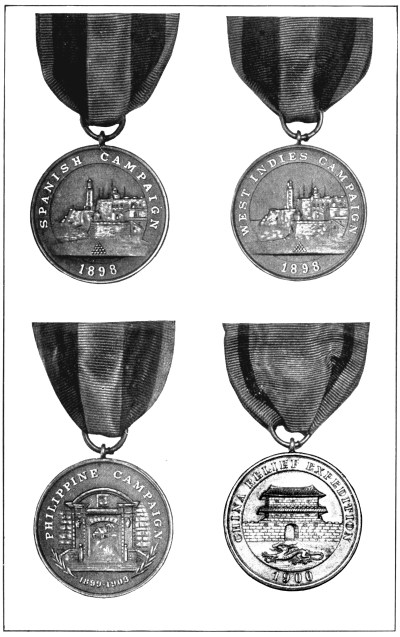 SPANISH CAMPAIGN
1898
WEST INDIES CAMPAIGN
1898
PHILIPPINE CAMPAIGN
1899-1903
CHINA RELIEF EXPEDITION
1900